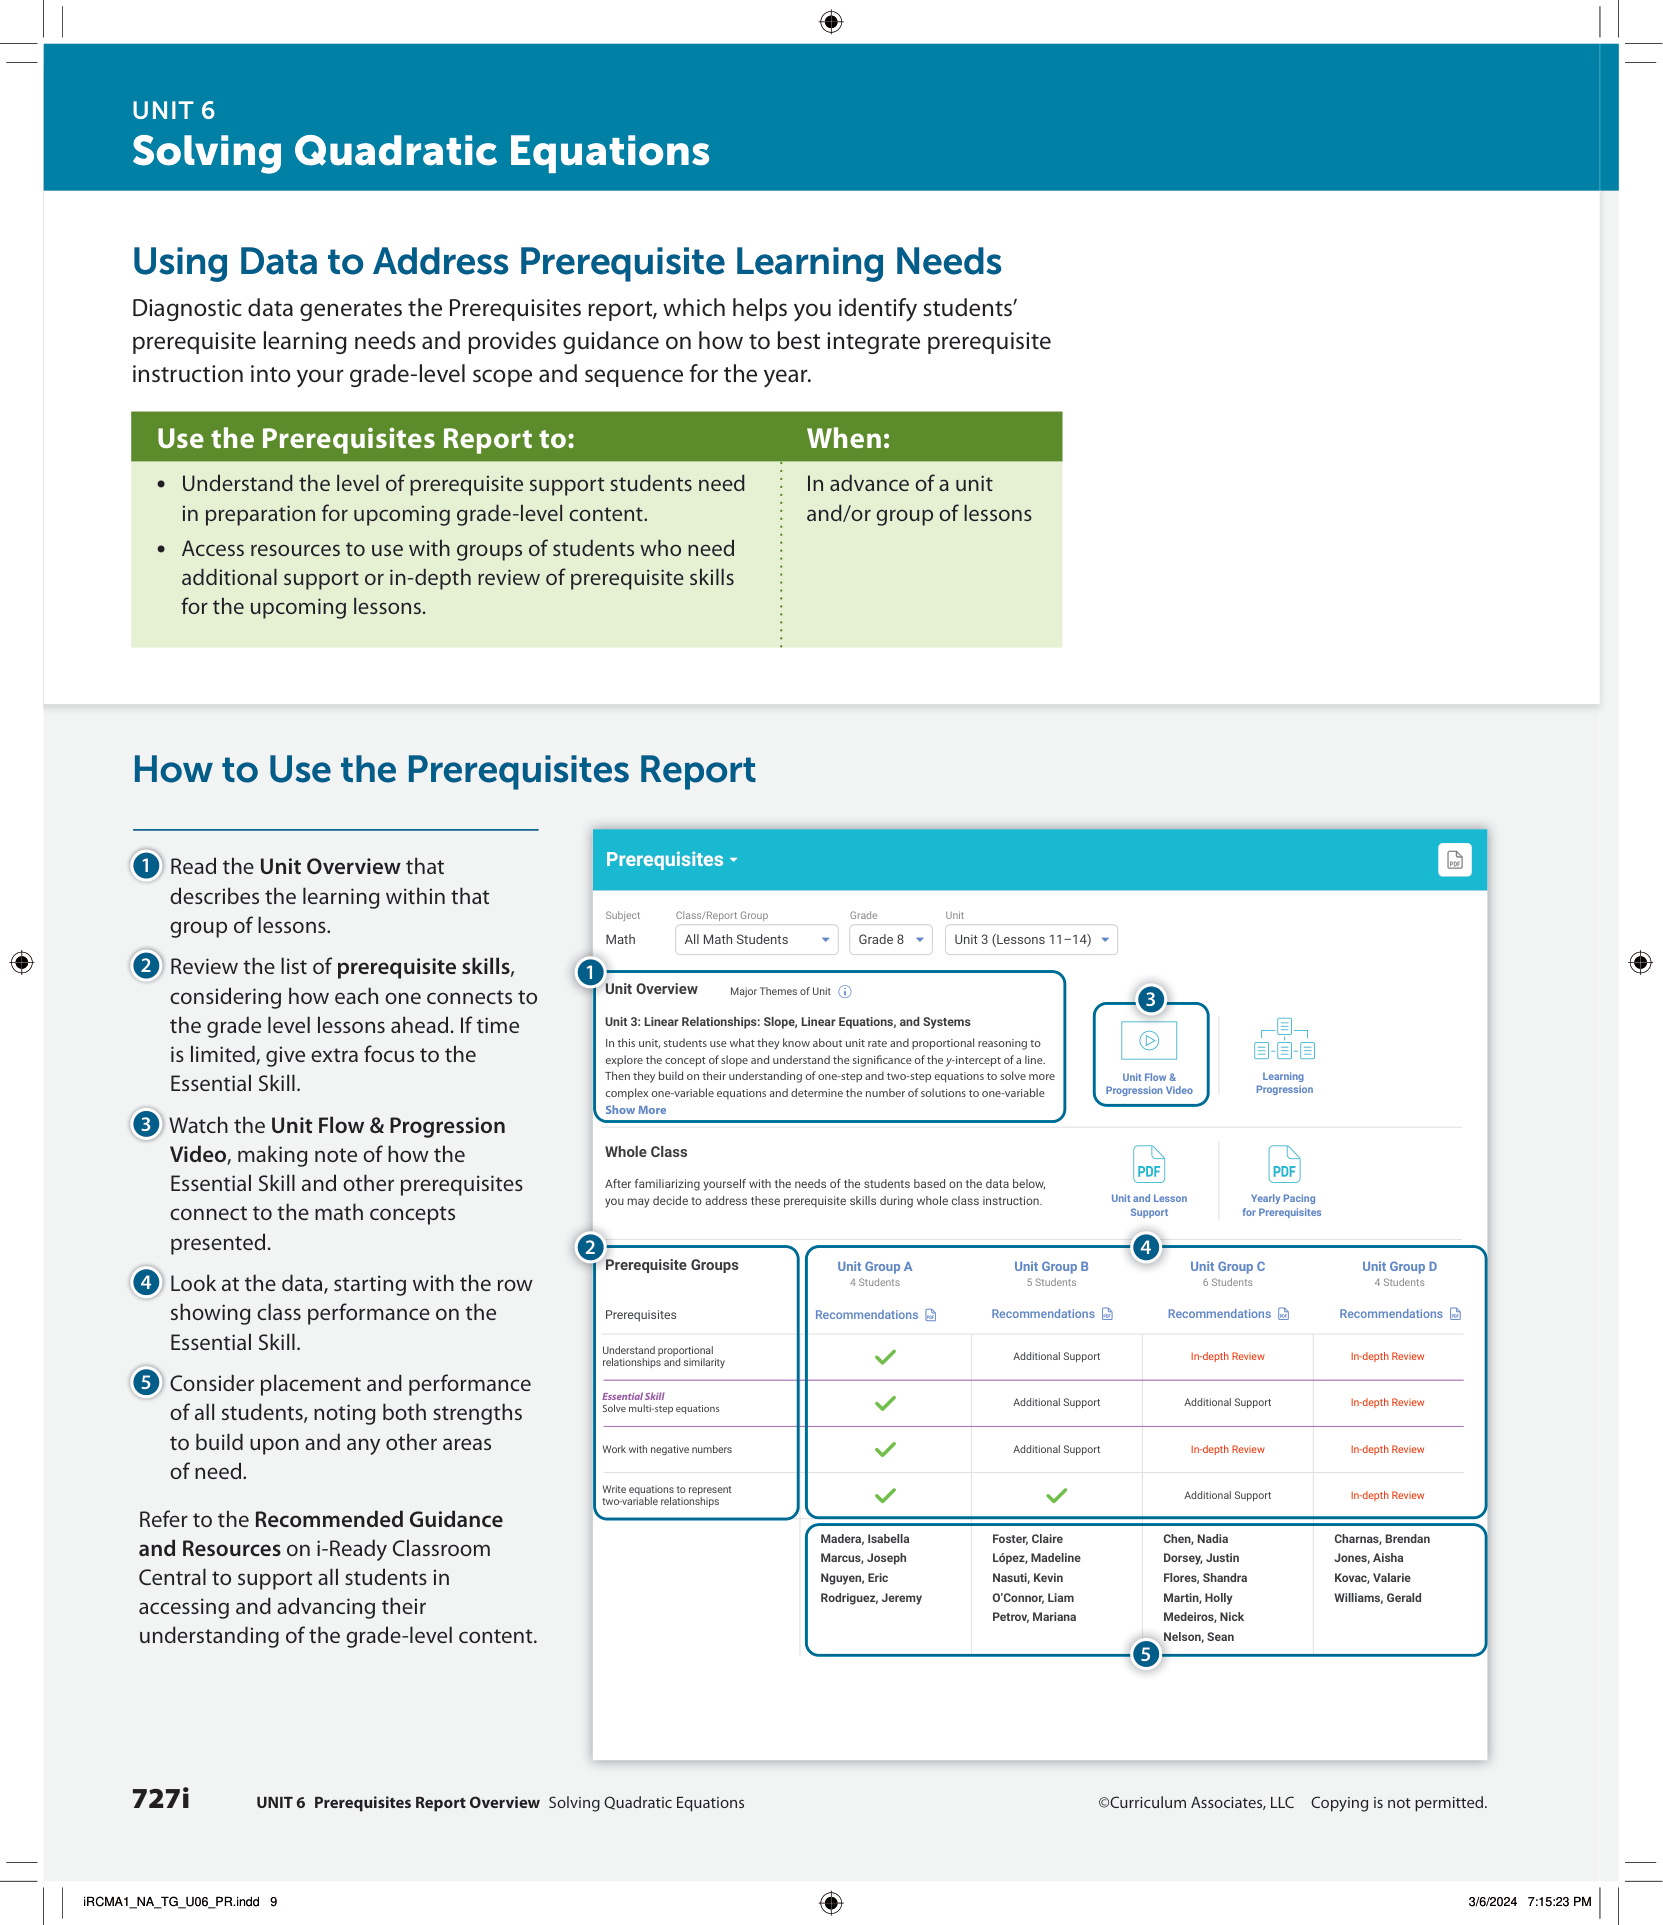 UNIT 6
Solving Quadratic Equations
Using Data to Address Prerequisite Learning Needs
Diagnostic data generates the Prerequisites report, which helps you identify students’
prerequisite learning needs and provides guidance on how to best integrate prerequisite
instruction into your grade-level scope and sequence for the year.
Use the Prerequisites Report to:
When:
• Understand the level of prerequisite support students need
in preparation for upcoming grade-level content.
• Access resources to use with groups of students who need
additional support or in-depth review of prerequisite skills
for the upcoming lessons.
In advance of a unit
and/or group of lessons
How to Use the Prerequisites Report
1 Read the Unit Overview that
describes the learning within that
group of lessons.
2 Review the list of prerequisite skills,
considering how each one connects to
the grade level lessons ahead. If time
is limited, give extra focus to the
Essential Skill.
3 Watch the Unit Flow & Progression
Video, making note of how the
Essential Skill and other prerequisites
connect to the math concepts
presented.
4 Look at the data, starting with the row
showing class performance on the
Essential Skill.
5 Consider placement and performance
of all students, noting both strengths
to build upon and any other areas
of need.
Refer to the Recommended Guidance
and Resources on i-Ready Classroom
Central to support all students in
accessing and advancing their
understanding of the grade-level content.
Prerequisites
PDF
Subject Class/Report Group Grade Unit
Math All Math Students Grade 8 Unit 3 (Lessons 11–14)
1
Unit Overview Major Themes of Unit i
Unit 3: Linear Relationships: Slope, Linear Equations, and Systems
In this unit, students use what they know about unit rate and proportional reasoning to
explore the concept of slope and understand the significance of the y-intercept of a line.
Then they build on their understanding of one-step and two-step equations to solve more
complex one-variable equations and determine the number of solutions to one-variable
Show More
3
Unit Flow &
Progression Video
Learning
Progression
Whole Class
After familiarizing yourself with the needs of the students based on the data below,
you may decide to address these prerequisite skills during whole class instruction.
PDF
Unit and Lesson
Support
PDF
Yearly Pacing
for Prerequisites
2
4
Prerequisite Groups Unit Group A Unit Group B Unit Group C Unit Group D
4 Students 5 Students 6 Students 4 Students
Prerequisites Recommendations PDF Recommendations PDF Recommendations PDF Recommendations PDF
Understand proportional
relationships and similarity
Additional Support In-depth Review In-depth Review
Essential Skill
Solve multi-step equations
Additional Support Additional Support In-depth Review
Work with negative numbers Additional Support In-depth Review In-depth Review
Write equations to represent
two-variable relationships
Additional Support In-depth Review
Madera, Isabella Foster, Claire Chen, Nadia Charnas, Brendan
Marcus, Joseph López, Madeline Dorsey, Justin Jones, Aisha
Nguyen, Eric Nasuti, Kevin Flores, Shandra Kovac, Valarie
Rodriguez, Jeremy O’Connor, Liam Martin, Holly Williams, Gerald
Petrov, Mariana Medeiros, Nick
Nelson, Sean
5
727i UNIT 6 Prerequisites Report Overview Solving Quadratic Equations
©Curriculum Associates, LLC Copying is not permitted.
iRCMA1_NA_TG_U06_PR.indd 9
3/6/2024 7:15:23 PM